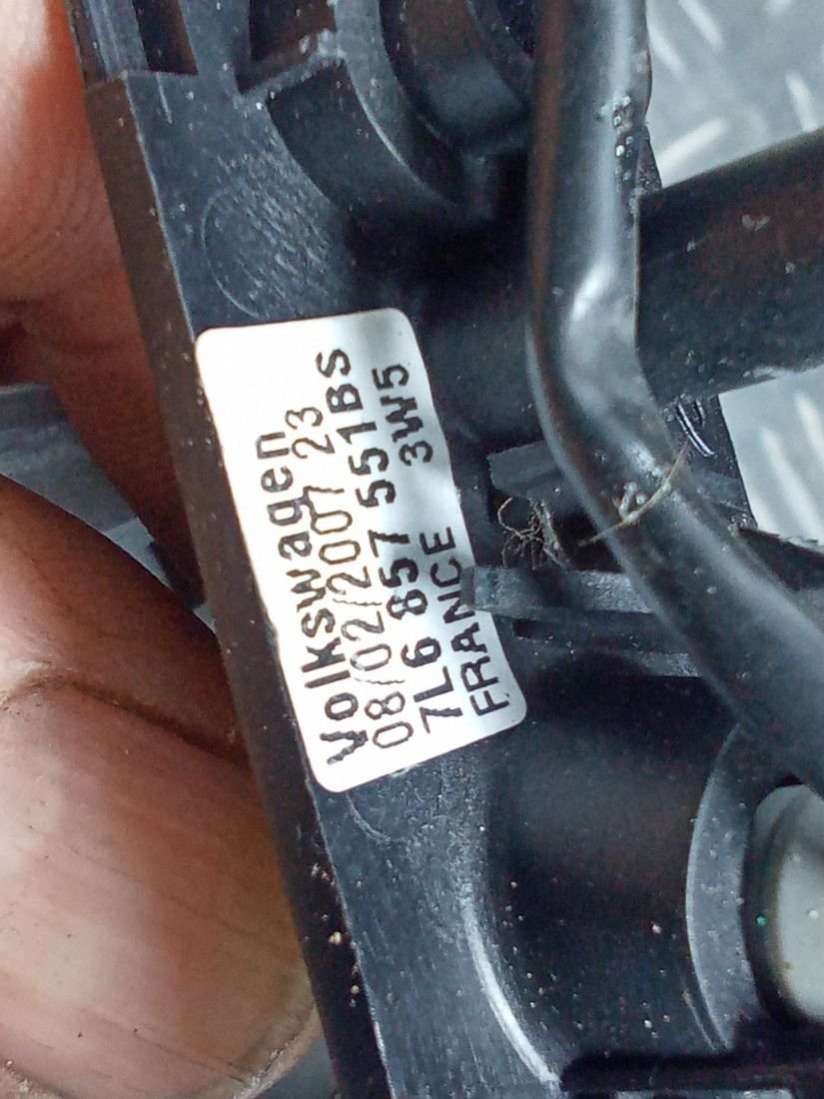 Volkswagen
08/02/2007 23
7L6 857 551BS
FRANCE 3W5